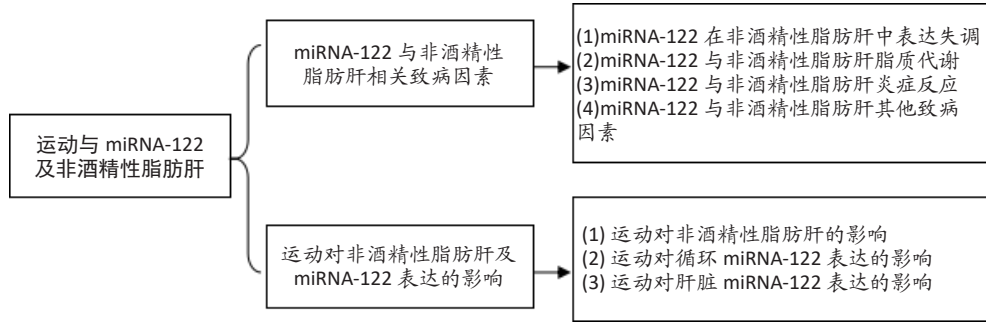 运动与 miRNA-122
及非酒精性脂肪肝
miRNA-122 与非酒精性
脂肪肝相关致病因素
(1)miRNA-122 在非酒精性脂肪肝中表达失调
(2)miRNA-122 与非酒精性脂肪肝脂质代谢
(3)miRNA-122 与非酒精性脂肪肝炎症反应
(4)miRNA-122 与非酒精性脂肪肝其他致病
因素
运动对非酒精性脂肪肝及
miRNA-122 表达的影响
(1) 运动对非酒精性脂肪肝的影响
(2) 运动对循环 miRNA-122 表达的影响
(3) 运动对肝脏 miRNA-122 表达的影响